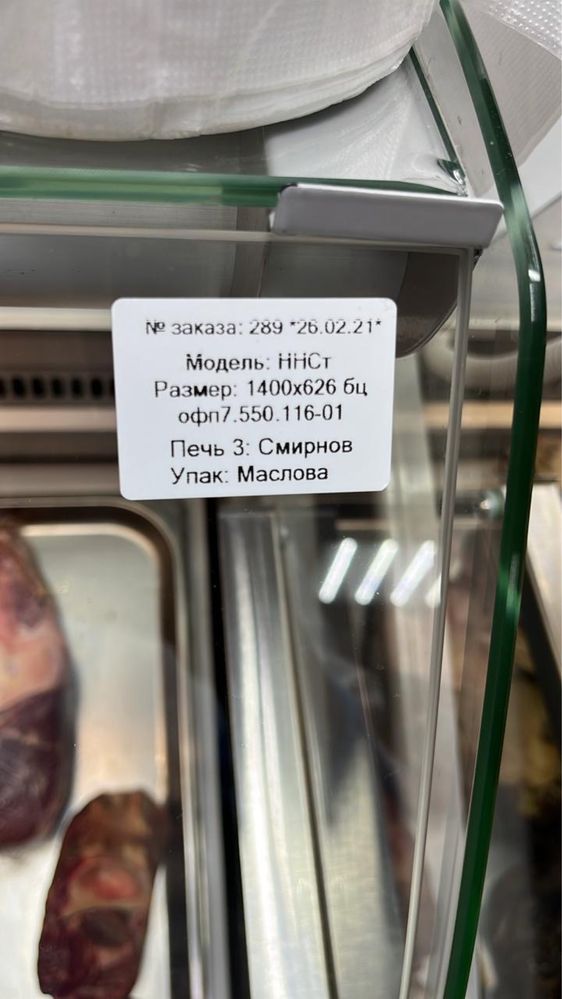 № заказа: 289 *26.02.21*
Модель: ННСт
Размер: 1400х626 бц
офп7.550.116-01
Печь 3: Смирнов
Упак: Маслова